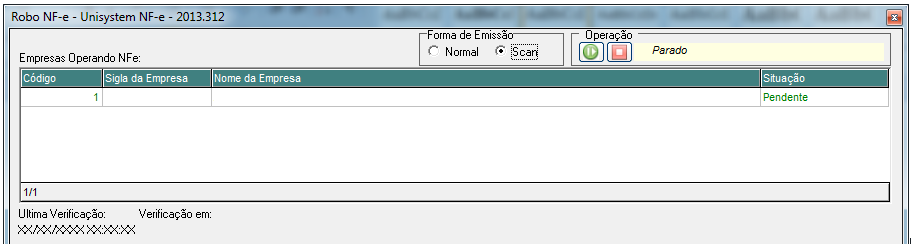 Robo NF-e - Unisystem NF-e - 2013.312
Forma de Emissão
Operação
Normal Scan
Parado
Empresas Operando NFe:
Código Sigla da Empresa Nome da Empresa Situação
1 Pendente
1/1
Ultima Verificação: Verificação em:
XX/XX/XXXX XX:XX:XX